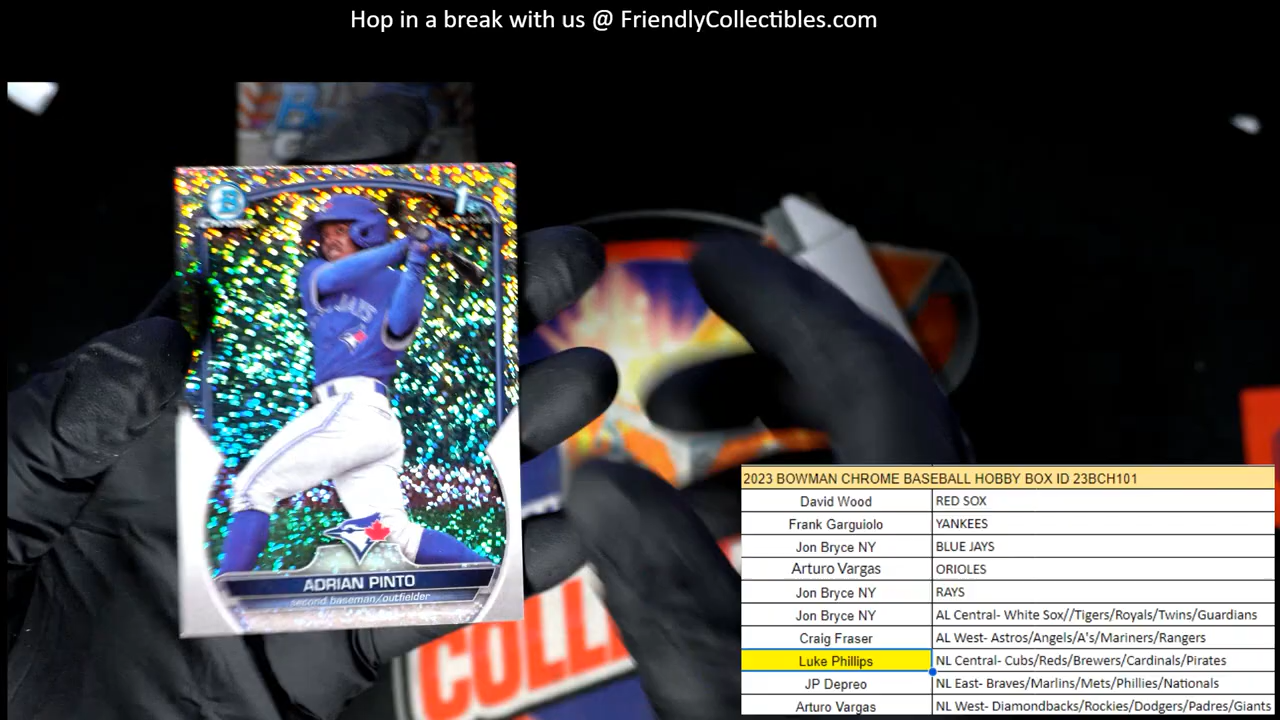 Hop in a break with us @ FriendlyCollectibles.com
B
CHROME
1st
JAYS
ADRIAN PINTO
second baseman/outfielder
COLL
2023 BOWMAN CHROME BASEBALL HOBBY BOX ID 23BCH101
David Wood RED SOX
Frank Garguiolo YANKEES
Jon Bryce NY BLUE JAYS
Arturo Vargas ORIOLES
Jon Bryce NY RAYS
Jon Bryce NY AL Central- White Sox//Tigers/Royals/Twins/Guardians
Craig Fraser AL West- Astros/Angels/A's/Mariners/Rangers
Luke Phillips NL Central- Cubs/Reds/Brewers/Cardinals/Pirates
JP Depreo NL East- Braves/Marlins/Mets/Phillies/Nationals
Arturo Vargas NL West- Diamondbacks/Rockies/Dodgers/Padres/Giants